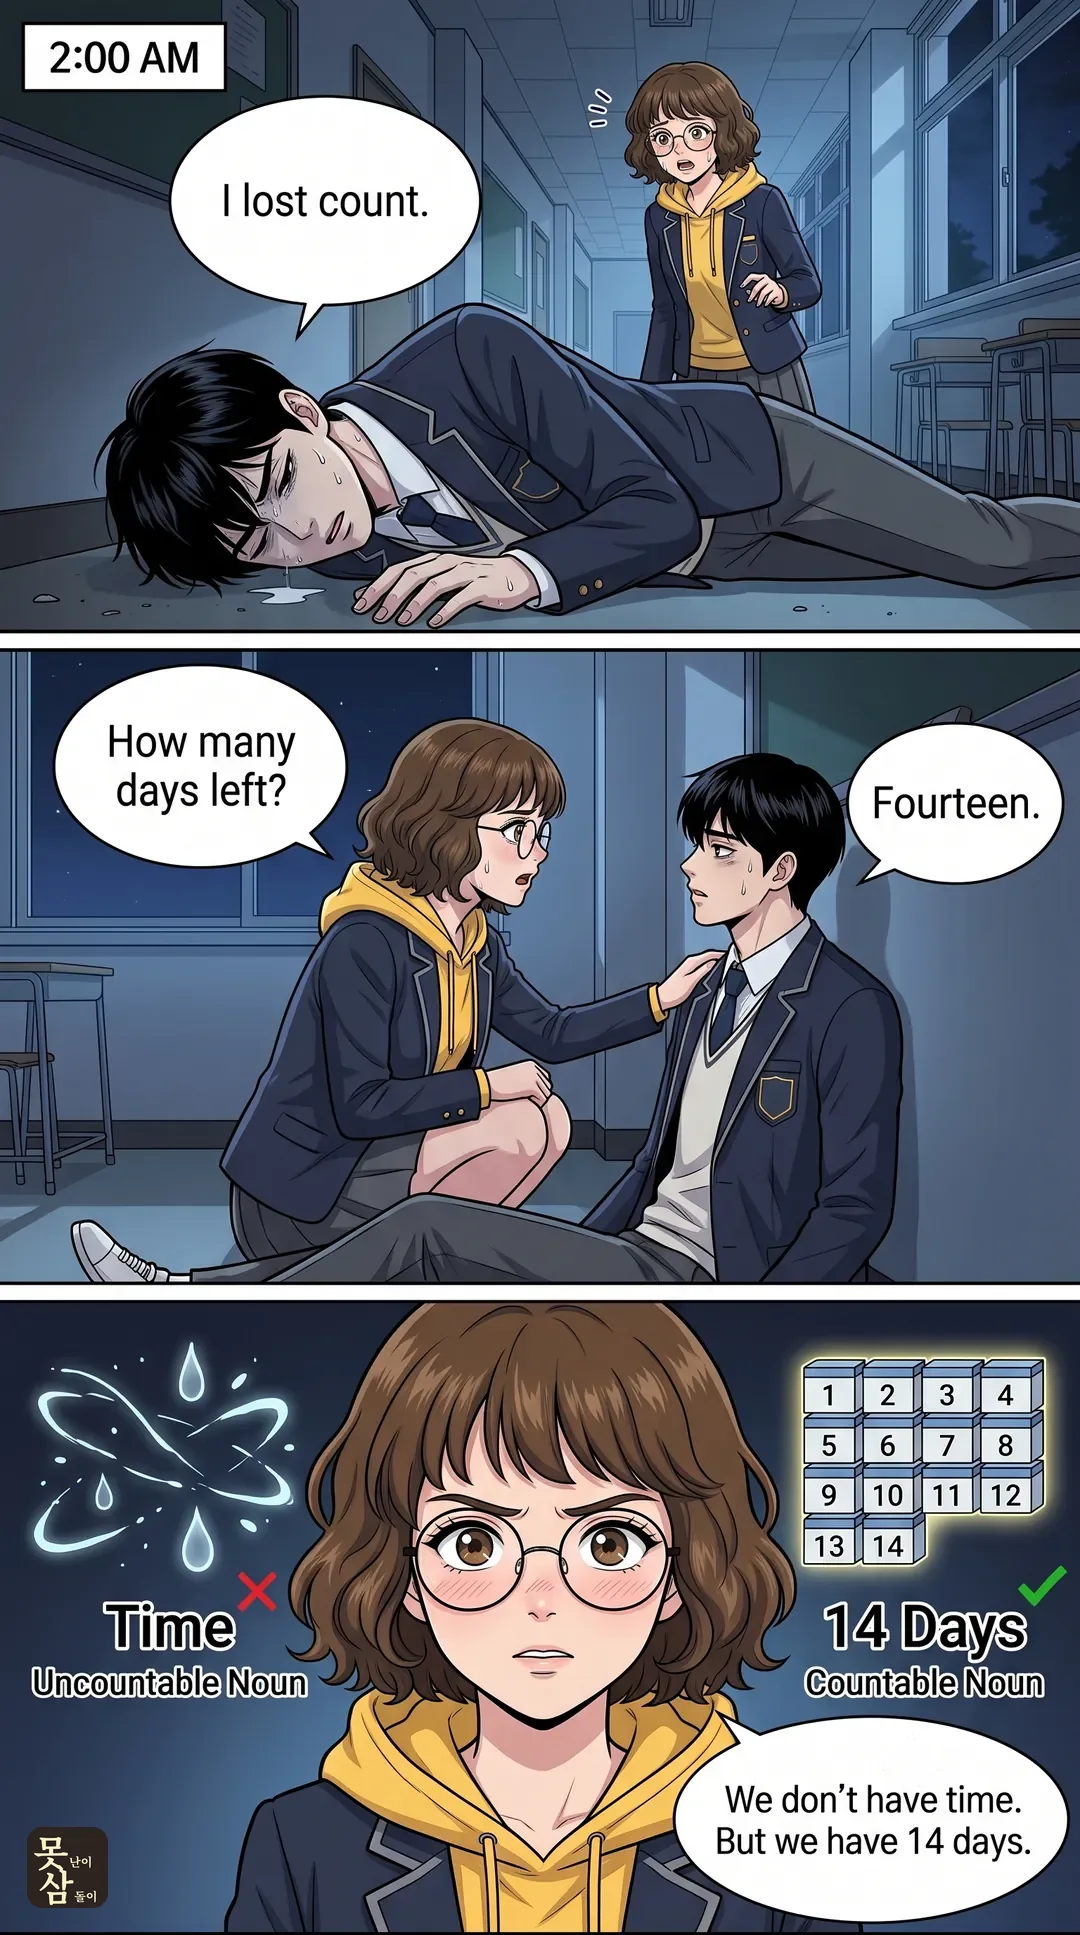 2:00 AM
I lost count.
How many
days left?
Fourteen.
1 2 3 4
5 6 7 8
9 10 11 12
13 14
Time
Uncountable Noun
14 Days
Countable Noun
We don't have time.
But we have 14 days.
못난이
삼돌이